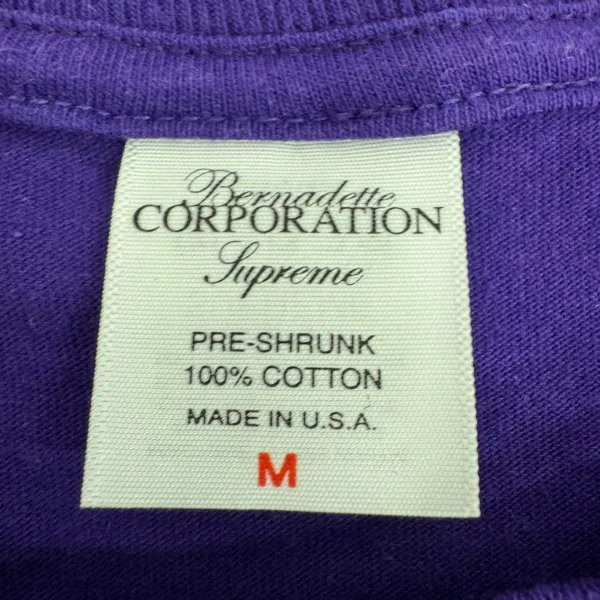 Bernadette
CORPORATION
Supreme
PRE-SHRUNK
100% COTTON
MADE IN U.S.A.
M